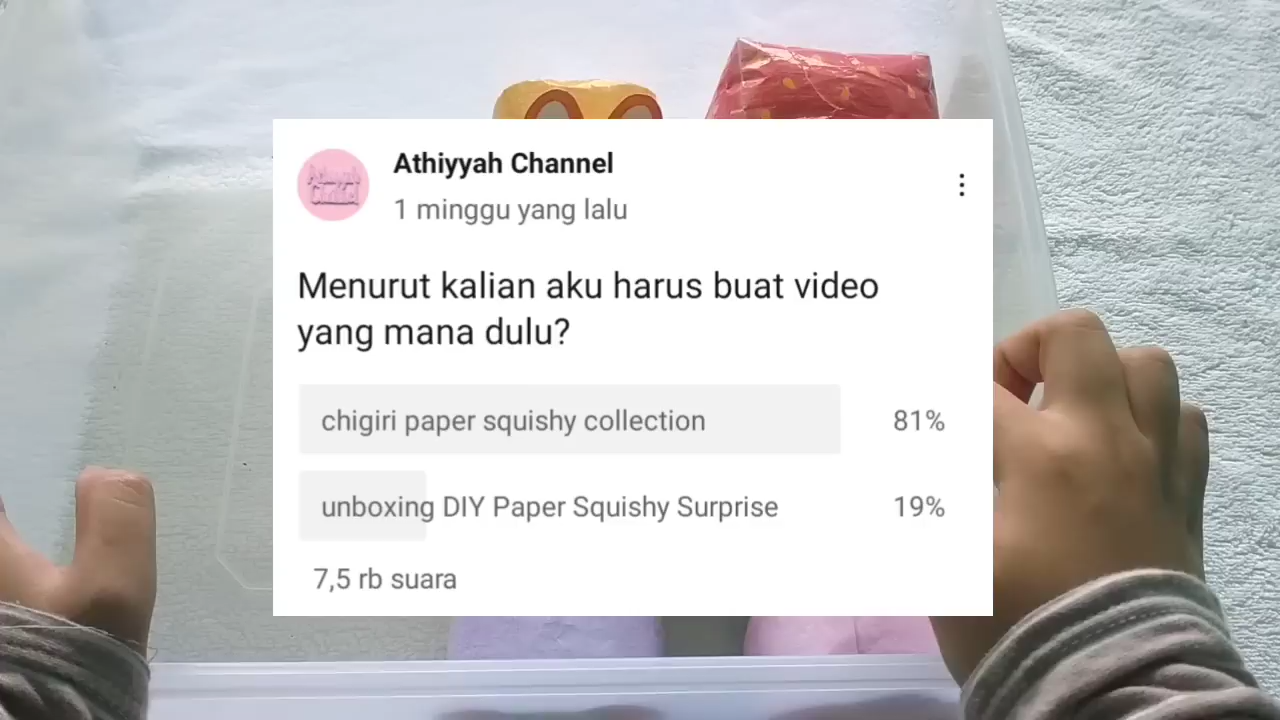 Athiyyah Channel
1 minggu yang lalu
Menurut kalian aku harus buat video
yang mana dulu?
chigiri paper squishy collection 81%
unboxing DIY Paper Squishy Surprise 19%
7,5 rb suara